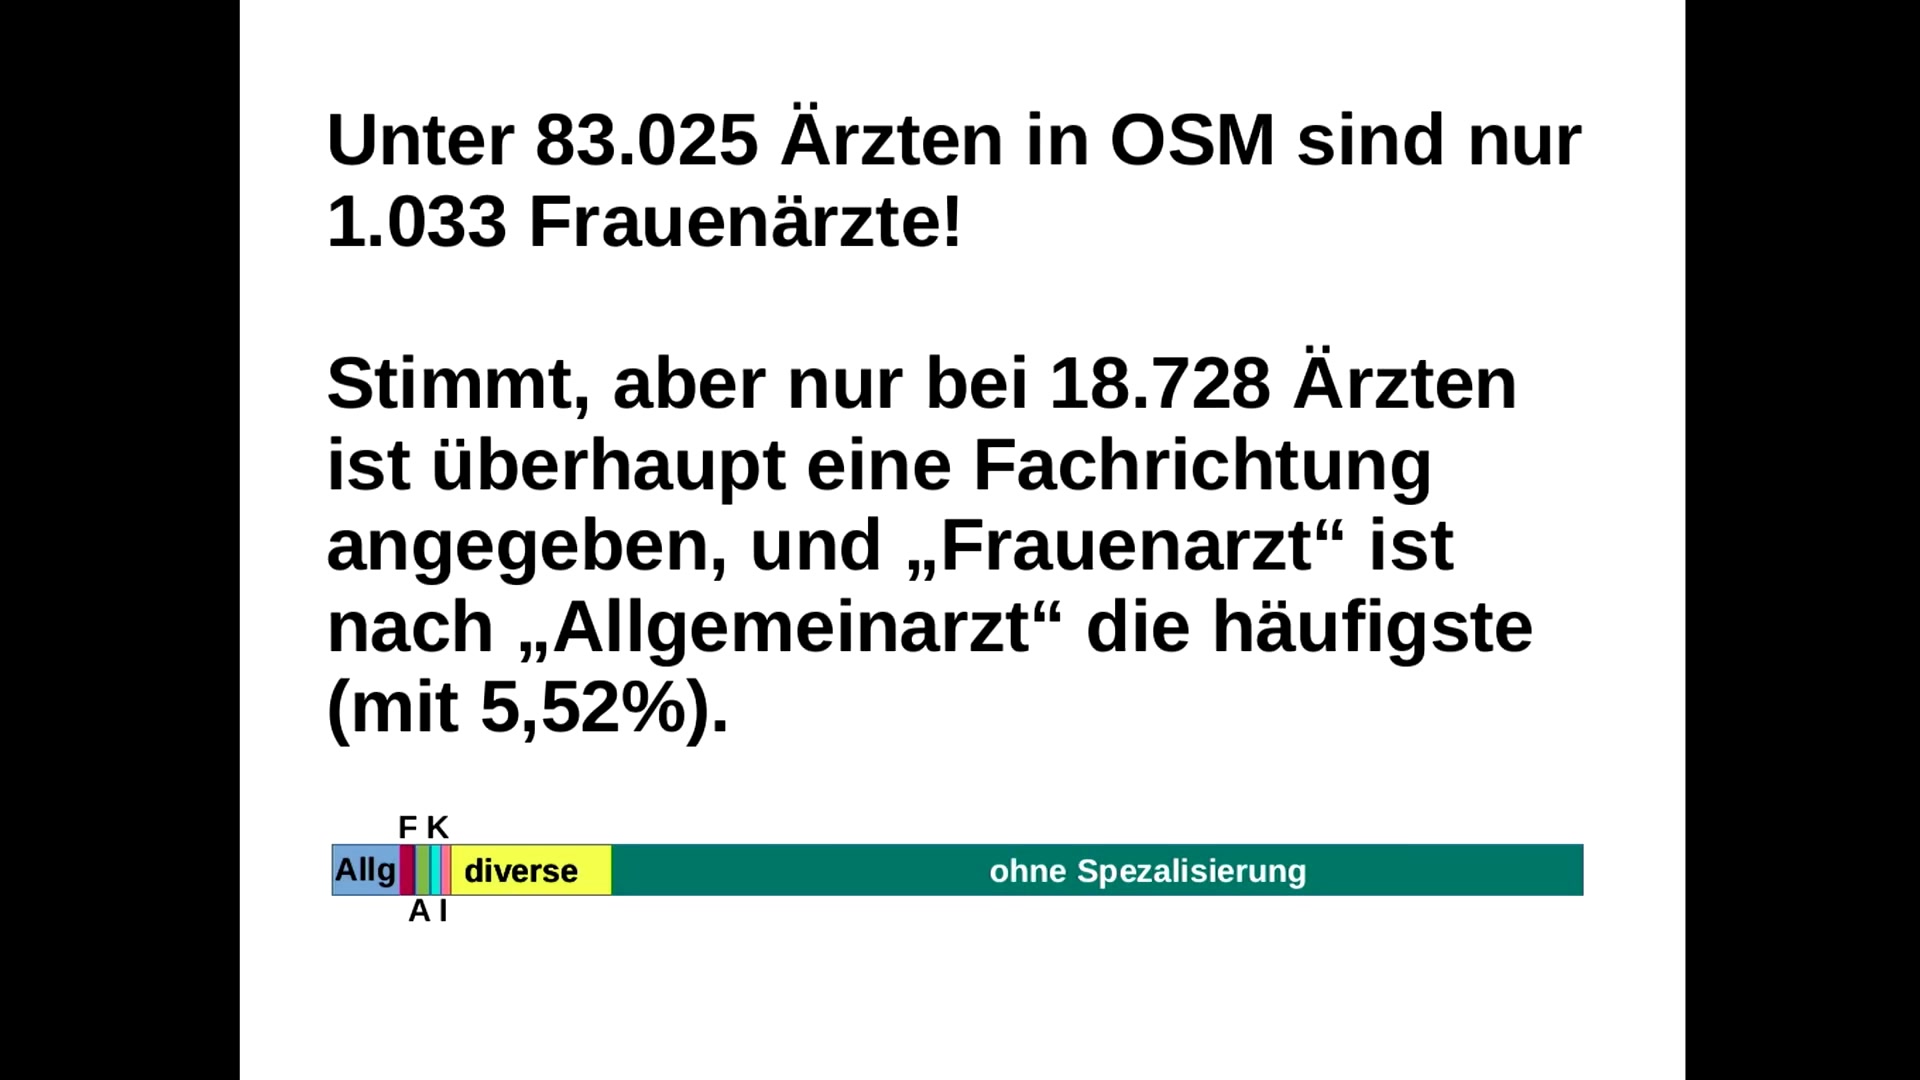 Unter 83.025 Ärzten in OSM sind nur
1.033 Frauenärzte!
Stimmt, aber nur bei 18.728 Ärzten
ist überhaupt eine Fachrichtung
angegeben, und „Frauenarzt“ ist
nach „Allgemeinarzt“ die häufigste
(mit 5,52%).
F K
Allg diverse ohne Spezalisierung
A I